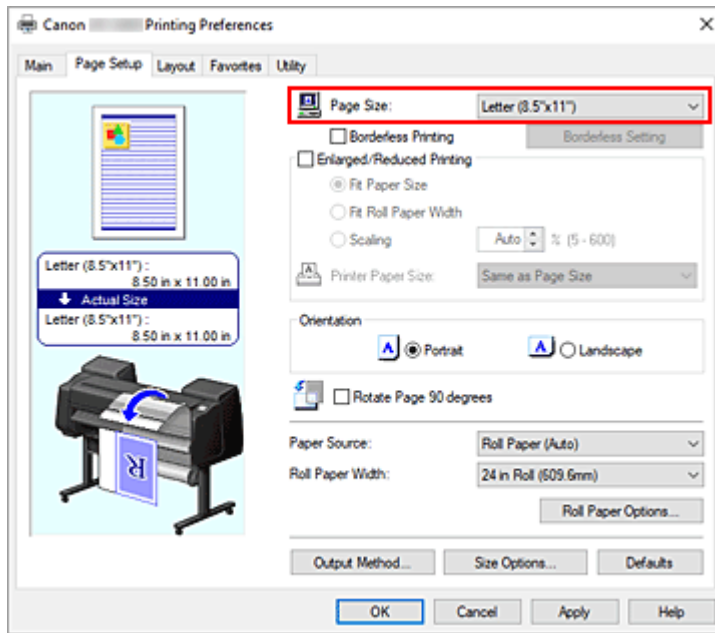 Canon Printing Preferences
Main Page Setup Layout Favorites Utility
Page Size: Letter (8.5"x11")
Borderless Printing Borderless Setting
Enlarged/Reduced Printing
Fit Paper Size
Fit Roll Paper Width
Scaling Auto % (5 - 600)
Printer Paper Size: Same as Page Size
Letter (8.5"x11") :
8.50 in x 11.00 in
Actual Size
Letter (8.5"x11") :
8.50 in x 11.00 in
Orientation
A Portrait A Landscape
Rotate Page 90 degrees
R
Paper Source: Roll Paper (Auto)
Roll Paper Width: 24 in Roll (609.6mm)
Roll Paper Options...
Output Method... Size Options... Defaults
OK Cancel Apply Help